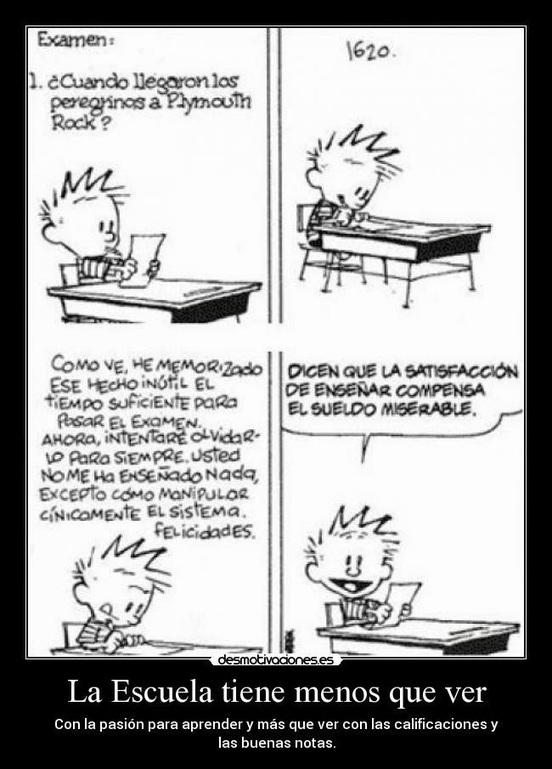 Examen:
1. ¿Cuando llegaron los
peregrinos a Plymouth
Rock?
1620.
COMO VE, HE MEMORIZADO
ESE HECHO INÚTIL EL
TIEMPO SUFICIENTE PARA
PASAR EL EXAMEN.
AHORA, INTENTARÉ OLVIDAR-
LO PARA SIEMPRE. USTED
NO ME HA ENSEÑADO NADA,
EXCEPTO CÓMO MANIPULAR
CÍNICAMENTE EL SISTEMA.
FELICIDADES.
DICEN QUE LA SATISFACCIÓN
DE ENSEÑAR COMPENSA
EL SUELDO MISERABLE.
desmotivaciones.es
La Escuela tiene menos que ver
Con la pasión para aprender y más que ver con las calificaciones y
las buenas notas.